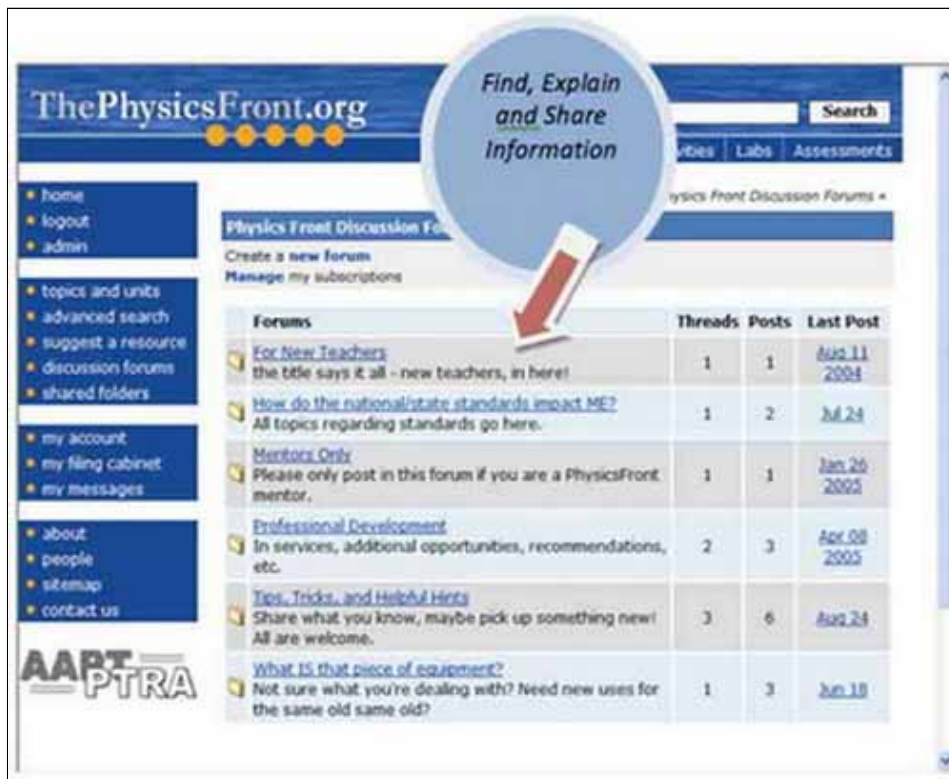 ThePhysicsFront.org
Find, Explain
and Share
Information
Search
vities
Labs
Assessments
ysics Front Discussion Forums «
home
logout
admin
topics and units
advanced search
suggest a resource
discussion forums
shared folders
my account
my filing cabinet
my messages
about
people
sitemap
contact us
AAPT
PTRA
Physics Front Discussion Fo
Create a new forum
Manage my subscriptions
Forums Threads Posts Last Post
For New Teachers
the title says it all - new teachers, in here!
1 1 Aug 11
2004
How do the national/state standards impact ME?
All topics regarding standards go here.
1 2 Jul 24
Mentors Only
Please only post in this forum if you are a PhysicsFront
mentor.
1 1 Jan 26
2005
Professional Development
In services, additional opportunities, recommendations,
etc.
2 3 Apr 08
2005
Tips, Tricks, and Helpful Hints
Share what you know, maybe pick up something new!
All are welcome.
3 6 Aug 24
What IS that piece of equipment?
Not sure what you're dealing with? Need new uses for
the same old same old?
1 3 Jun 18